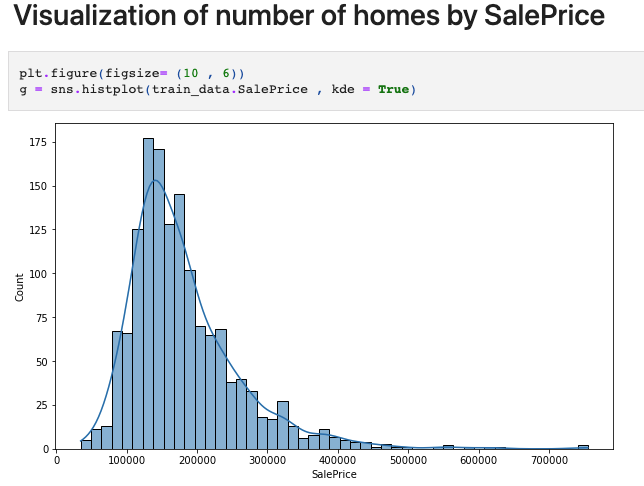 Visualization of number of homes by SalePrice
plt.figure(figsize= (10 , 6))
g = sns.histplot(train_data.SalePrice , kde = True)
175
150
125
100
75
50
25
0
Count
0 100000 200000 300000 400000 500000 600000 700000
SalePrice